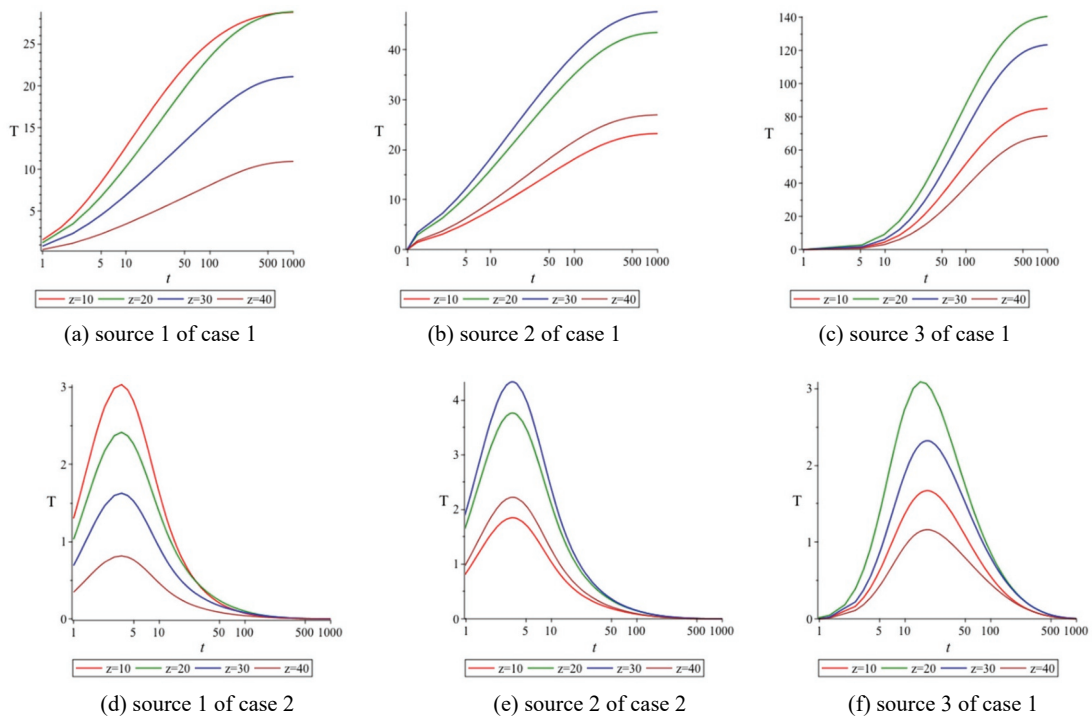 25
20
15
10
5
T
1 5 10 50 100 500 1000
t
z=10 z=20 z=30 z=40
(a) source 1 of case 1
40
30
20
10
0
T
1 5 10 50 100 500 1000
t
z=10 z=20 z=30 z=40
(b) source 2 of case 1
140
120
100
80
60
40
20
0
T
1 5 10 50 100 500 1000
t
z=10 z=20 z=30 z=40
(c) source 3 of case 1
3
2
1
0
T
1 5 10 50 100 500 1000
t
z=10 z=20 z=30 z=40
(d) source 1 of case 2
4
3
2
1
0
T
1 5 10 50 100 500 1000
t
z=10 z=20 z=30 z=40
(e) source 2 of case 2
3
2
1
0
T
1 5 10 50 100 500 1000
t
z=10 z=20 z=30 z=40
(f) source 3 of case 1